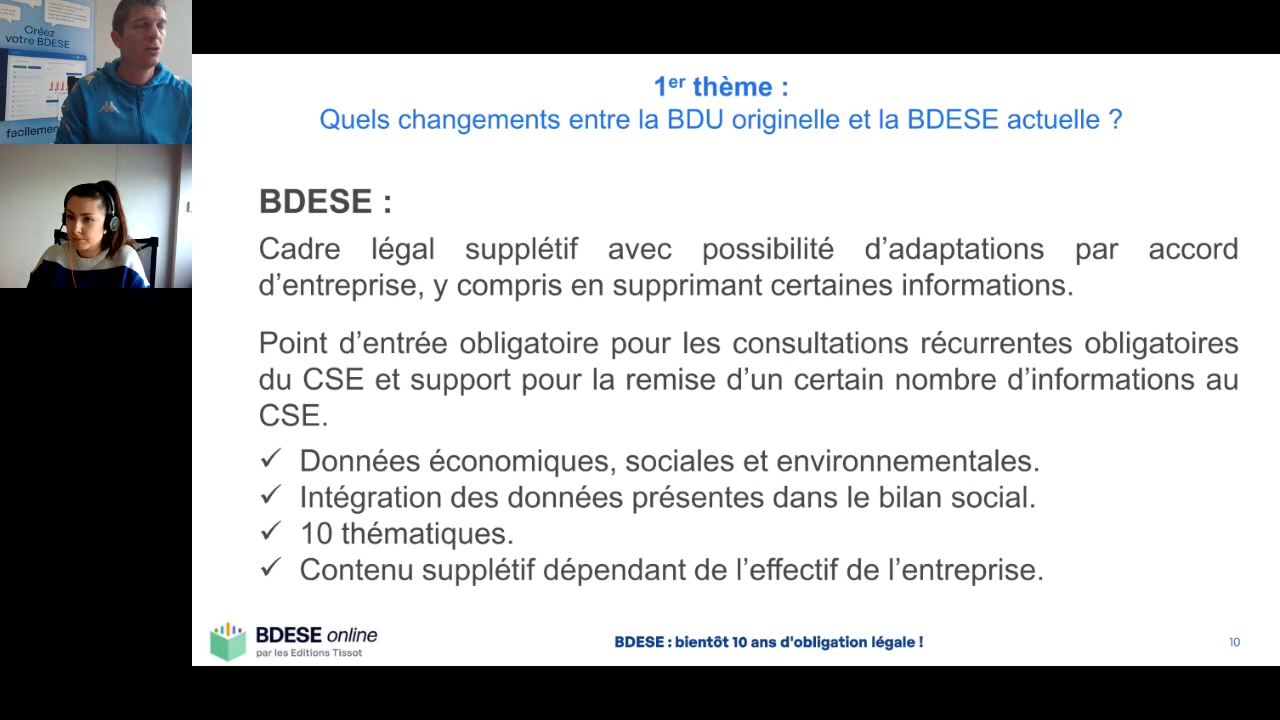 Créez
votre BDESE
facilemen
1er thème :
Quels changements entre la BDU originelle et la BDESE actuelle ?
BDESE :
Cadre légal supplétif avec possibilité d'adaptations par accord
d'entreprise, y compris en supprimant certaines informations.
Point d'entrée obligatoire pour les consultations récurrentes obligatoires
du CSE et support pour la remise d'un certain nombre d'informations au
CSE.
✓ Données économiques, sociales et environnementales.
✓ Intégration des données présentes dans le bilan social.
✓ 10 thématiques.
✓ Contenu supplétif dépendant de l'effectif de l'entreprise.
BDESE online
par les Editions Tissot
BDESE : bientôt 10 ans d'obligation légale !
10